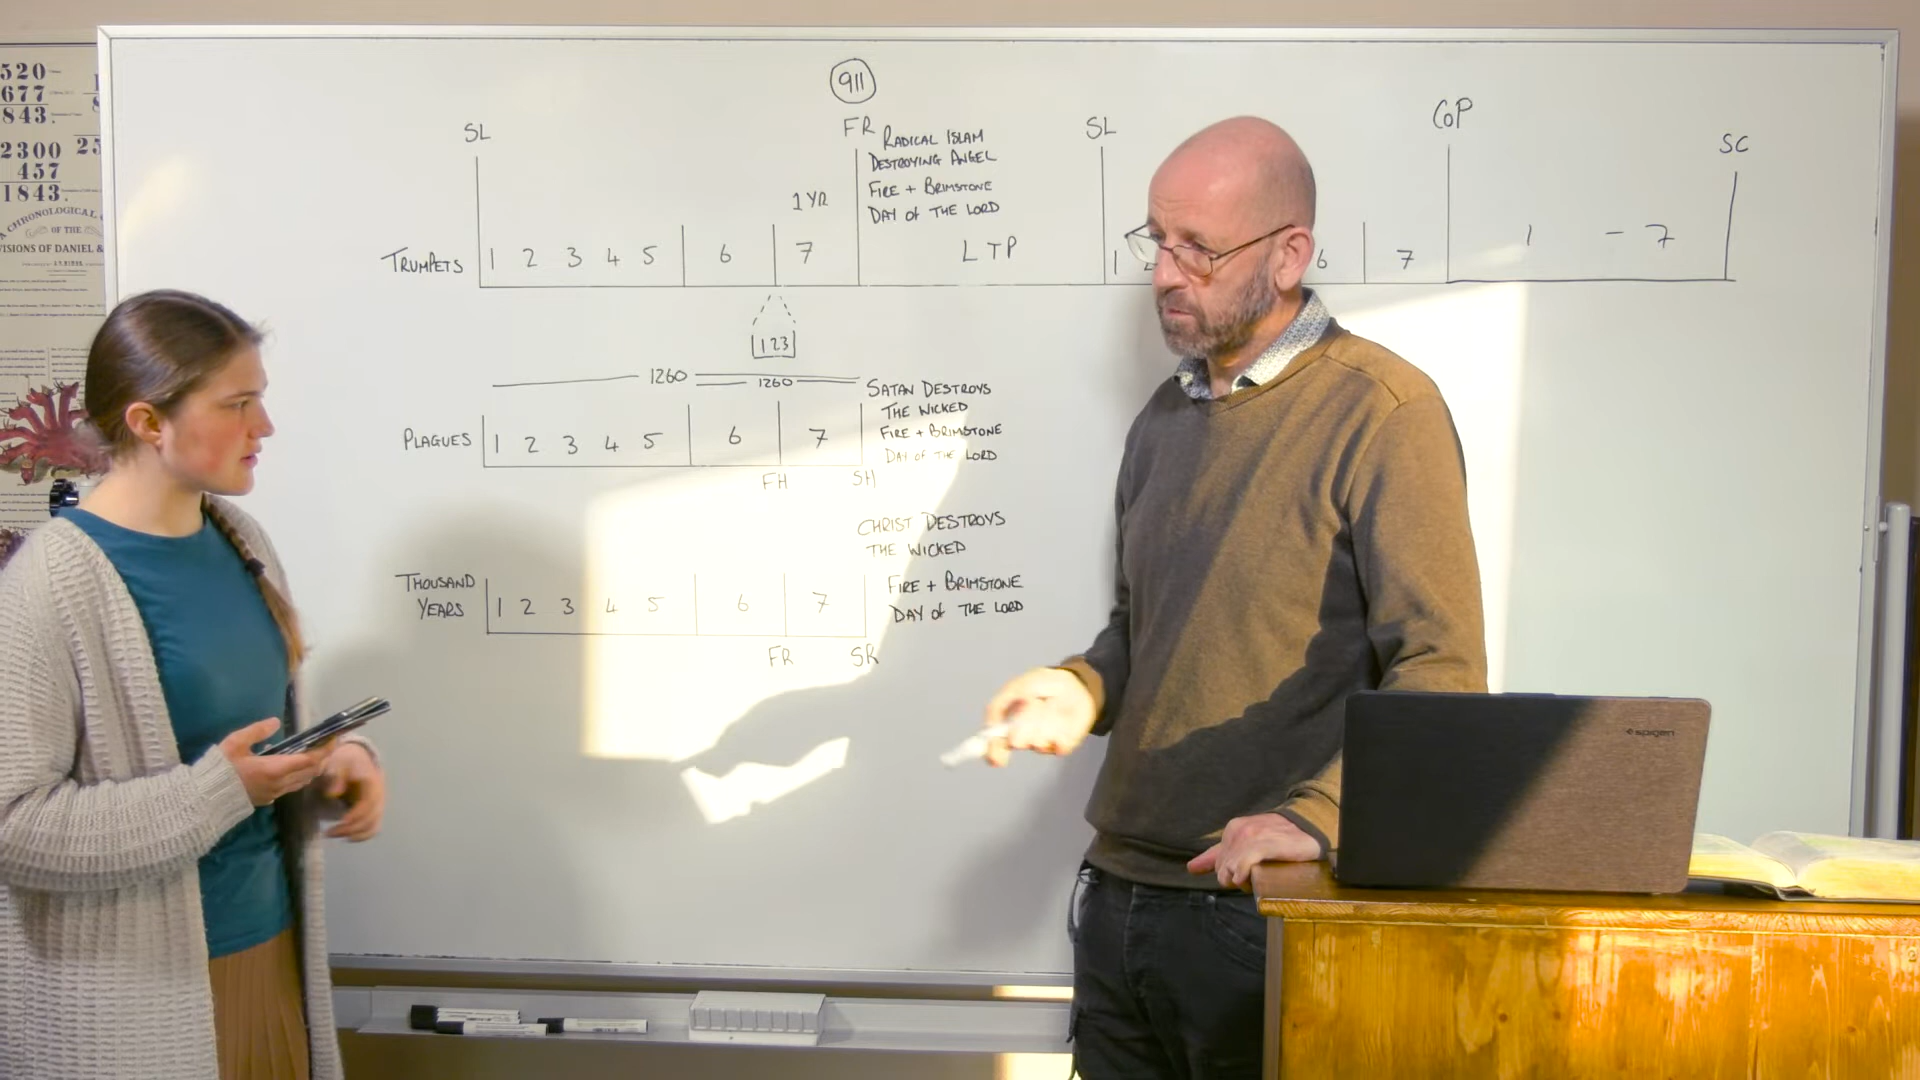 520
677
843.
2300
457
1843.
25
A CHRONOLOGICAL
OF THE
VISIONS OF DANIEL &
911
SL
FR
RADICAL ISLAM
DESTROYING ANGEL
FIRE + BRIMSTONE
DAY OF THE LORD
1 YR
SL
COP
SC
TRUMPETS
1 2 3 4 5 6 7
LTP
1
6 7
1 - 7
123
1260
1260
SATAN DESTROYS
THE WICKED
FIRE + BRIMSTONE
DAY OF THE LORD
PLAGUES
1 2 3 4 5 6 7
FH
SH
CHRIST DESTROYS
THE WICKED
FIRE + BRIMSTONE
DAY OF THE LORD
THOUSAND
YEARS
1 2 3 4 5 6 7
FR
SR
spigen